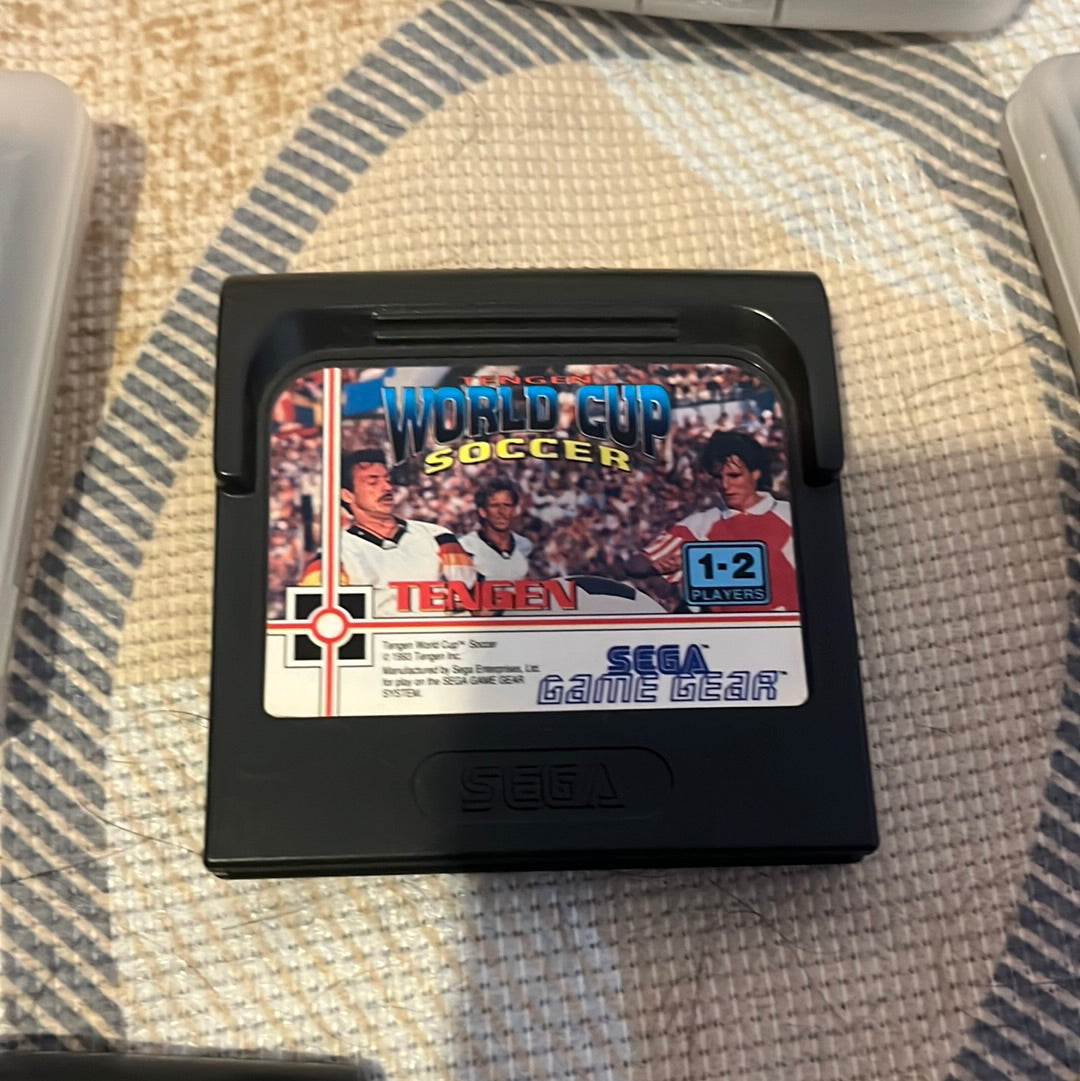 TENGEN
WORLD CUP
SOCCER
1-2
PLAYERS
TENGEN
Tengen World Cup™ Soccer
© 1993 Tengen Inc.
Manufactured by Sega Enterprises, Ltd.
for play on the SEGA GAME GEAR
SYSTEM.
SEGA™
GAME GEAR™
SEGA